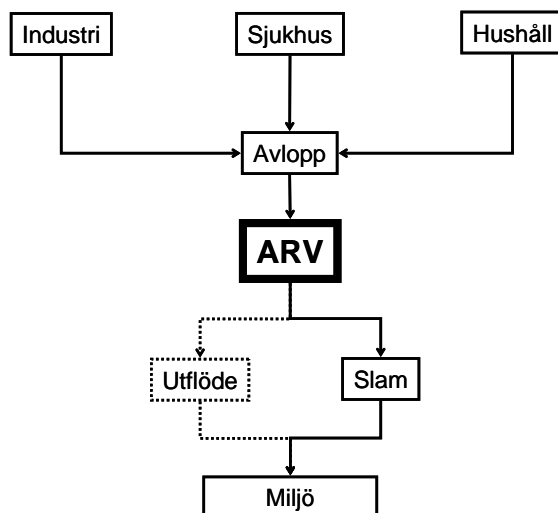 Industri
Sjukhus
Hushåll
Avlopp
ARV
Utflöde
Slam
Miljö